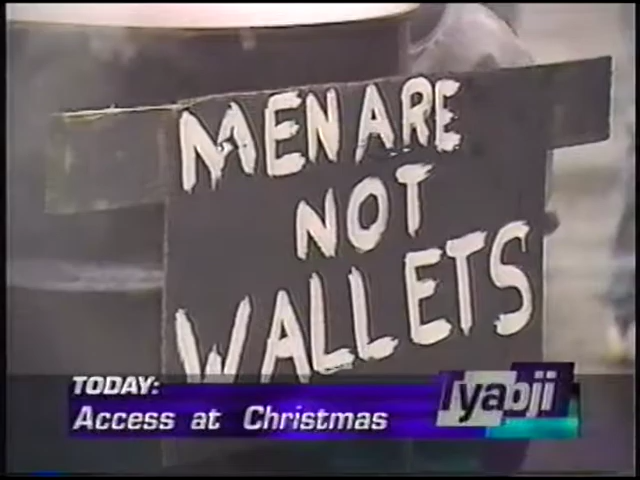 MEN ARE
NOT
WALLETS
TODAY:
Access at Christmas
yabji